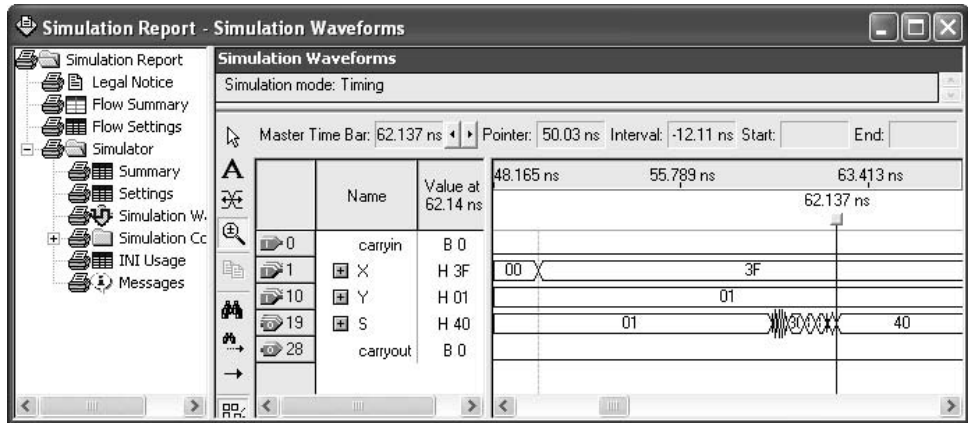 Simulation Report - Simulation Waveforms
Simulation Report
Legal Notice
Flow Summary
Flow Settings
Simulator
Summary
Settings
Simulation W
Simulation Cc
INI Usage
Messages
Simulation Waveforms
Simulation mode: Timing
Master Time Bar: 62.137 ns Pointer: 50.03 ns Interval: -12.11 ns Start: End:
Name Value at 62.14 ns
48.165 ns 55.789 ns 63.413 ns
62.137 ns
0 carryin B 0
1 X H 3F 00 3F
10 Y H 01 01
19 S H 40 01 40
28 carryout B 0